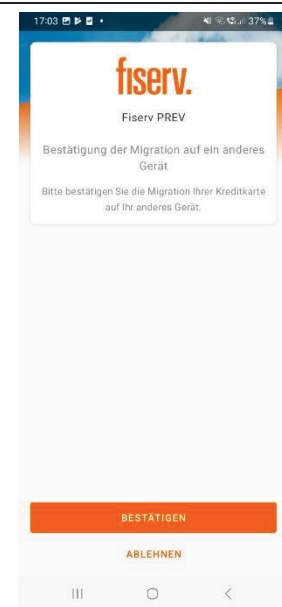 17:03
37%
fiserv.
Fiserv PREV
Bestätigung der Migration auf ein anderes
Gerät
Bitte bestätigen Sie die Migration Ihrer Kreditkarte
auf Ihr anderes Gerät.
BESTÄTIGEN
ABLEHNEN